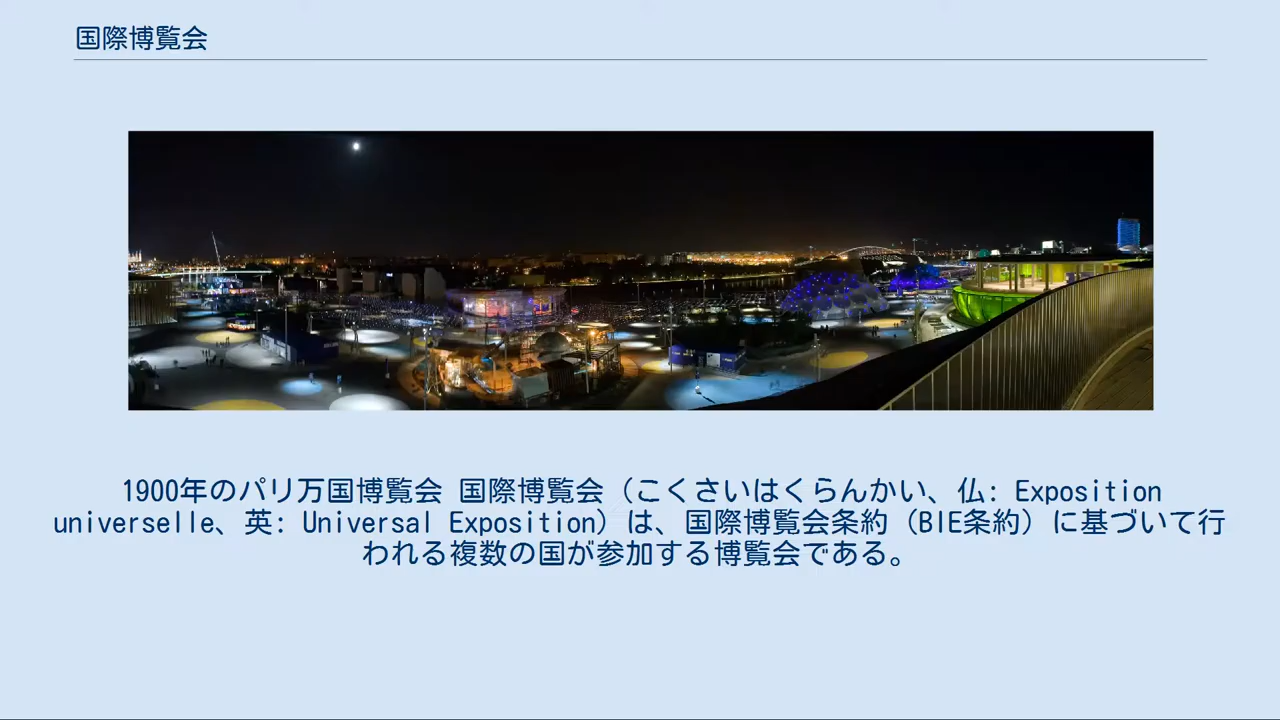 国際博覧会
1900年のパリ万国博覧会 国際博覧会（こくさいはくらんかい、仏: Exposition
universelle、英: Universal Exposition）は、国際博覧会条約（BIE条約）に基づいて行
われる複数の国が参加する博覧会である。